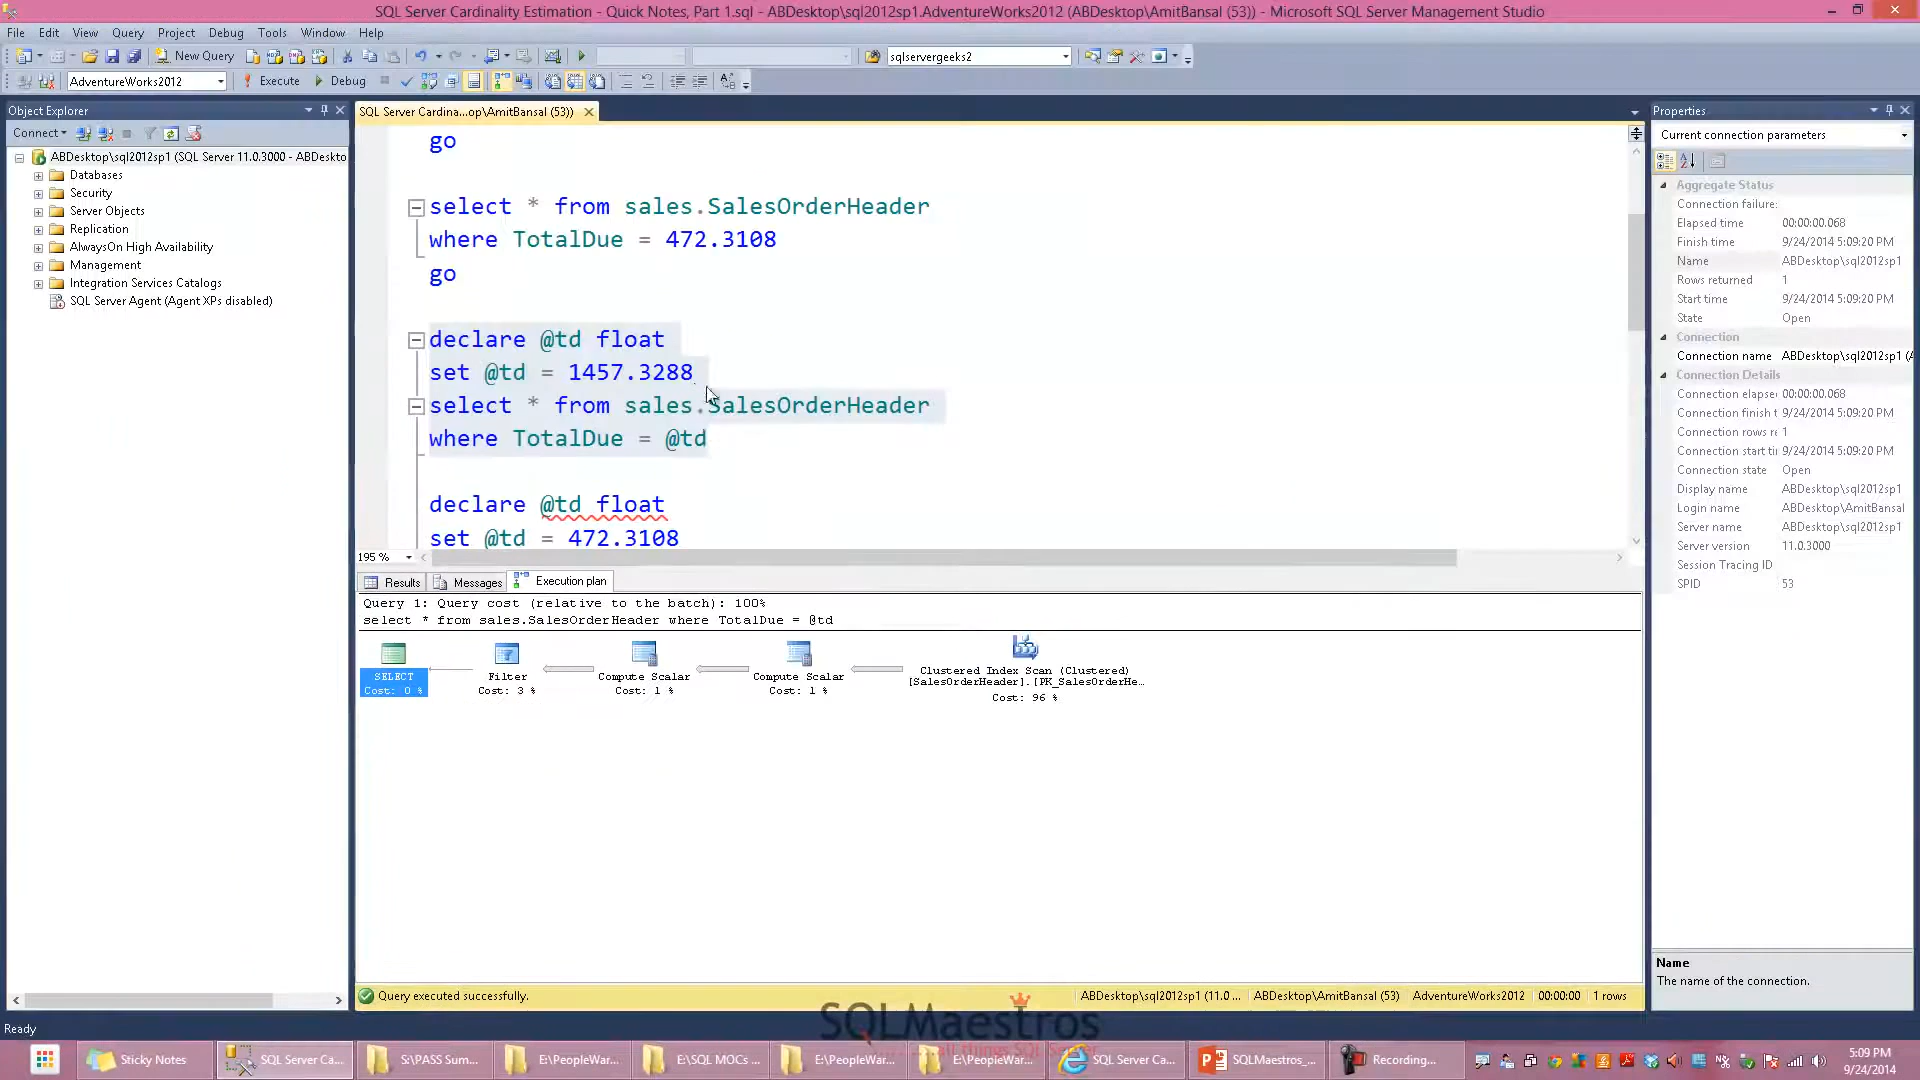 SQL Server Cardinality Estimation - Quick Notes, Part 1.sql - ABDesktop\sql2012sp1.AdventureWorks2012 (ABDesktop\AmitBansal (53)) - Microsoft SQL Server Management Studio
File Edit View Query Project Debug Tools Window Help
New Query sqlservergeeks2
AdventureWorks2012 Execute Debug
Object Explorer
Connect
ABDesktop\sql2012sp1 (SQL Server 11.0.3000 - ABDeskto
Databases
Security
Server Objects
Replication
AlwaysOn High Availability
Management
Integration Services Catalogs
SQL Server Agent (Agent XPs disabled)
SQL Server Cardina...op\AmitBansal (53))
go
select * from sales.SalesOrderHeader
where TotalDue = 472.3108
go
declare @td float
set @td = 1457.3288
select * from sales.SalesOrderHeader
where TotalDue = @td
declare @td float
set @td = 472.3108
195 %
Results Messages Execution plan
Query 1: Query cost (relative to the batch): 100%
select * from sales.SalesOrderHeader where TotalDue = @td
SELECT
Cost: 0 %
Filter
Cost: 3 %
Compute Scalar
Cost: 1 %
Compute Scalar
Cost: 1 %
Clustered Index Scan (Clustered)
[SalesOrderHeader].[PK_SalesOrderHe…
Cost: 96 %
Query executed successfully.
ABDesktop\sql2012sp1 (11.0 ... ABDesktop\AmitBansal (53) AdventureWorks2012 00:00:00 1 rows
Properties
Current connection parameters
Aggregate Status
Connection failure:
Elapsed time 00:00:00.068
Finish time 9/24/2014 5:09:20 PM
Name ABDesktop\sql2012sp1
Rows returned 1
Start time 9/24/2014 5:09:20 PM
State Open
Connection
Connection name ABDesktop\sql2012sp1 (A
Connection Details
Connection elapse 00:00:00.068
Connection finish t 9/24/2014 5:09:20 PM
Connection rows re 1
Connection start ti 9/24/2014 5:09:20 PM
Connection state Open
Display name ABDesktop\sql2012sp1
Login name ABDesktop\AmitBansal
Server name ABDesktop\sql2012sp1
Server version 11.0.3000
Session Tracing ID
SPID 53
Name
The name of the connection.
SQLMaestros
all things SQL Server
Ready
Sticky Notes
SQL Server Ca...
S:\PASS Sum...
E:\PeopleWar...
E:\SQL MOCs ...
E:\PeopleWar...
E:\PeopleWar...
SQL Server Ca...
SQLMaestros_...
Recording...
5:09 PM
9/24/2014